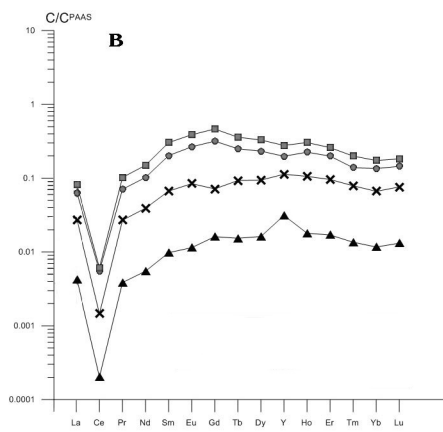 C/CPAAS
B
10
1
0.1
0.01
0.001
0.0001
La Ce Pr Nd Sm Eu Gd Tb Dy Y Ho Er Tm Yb Lu